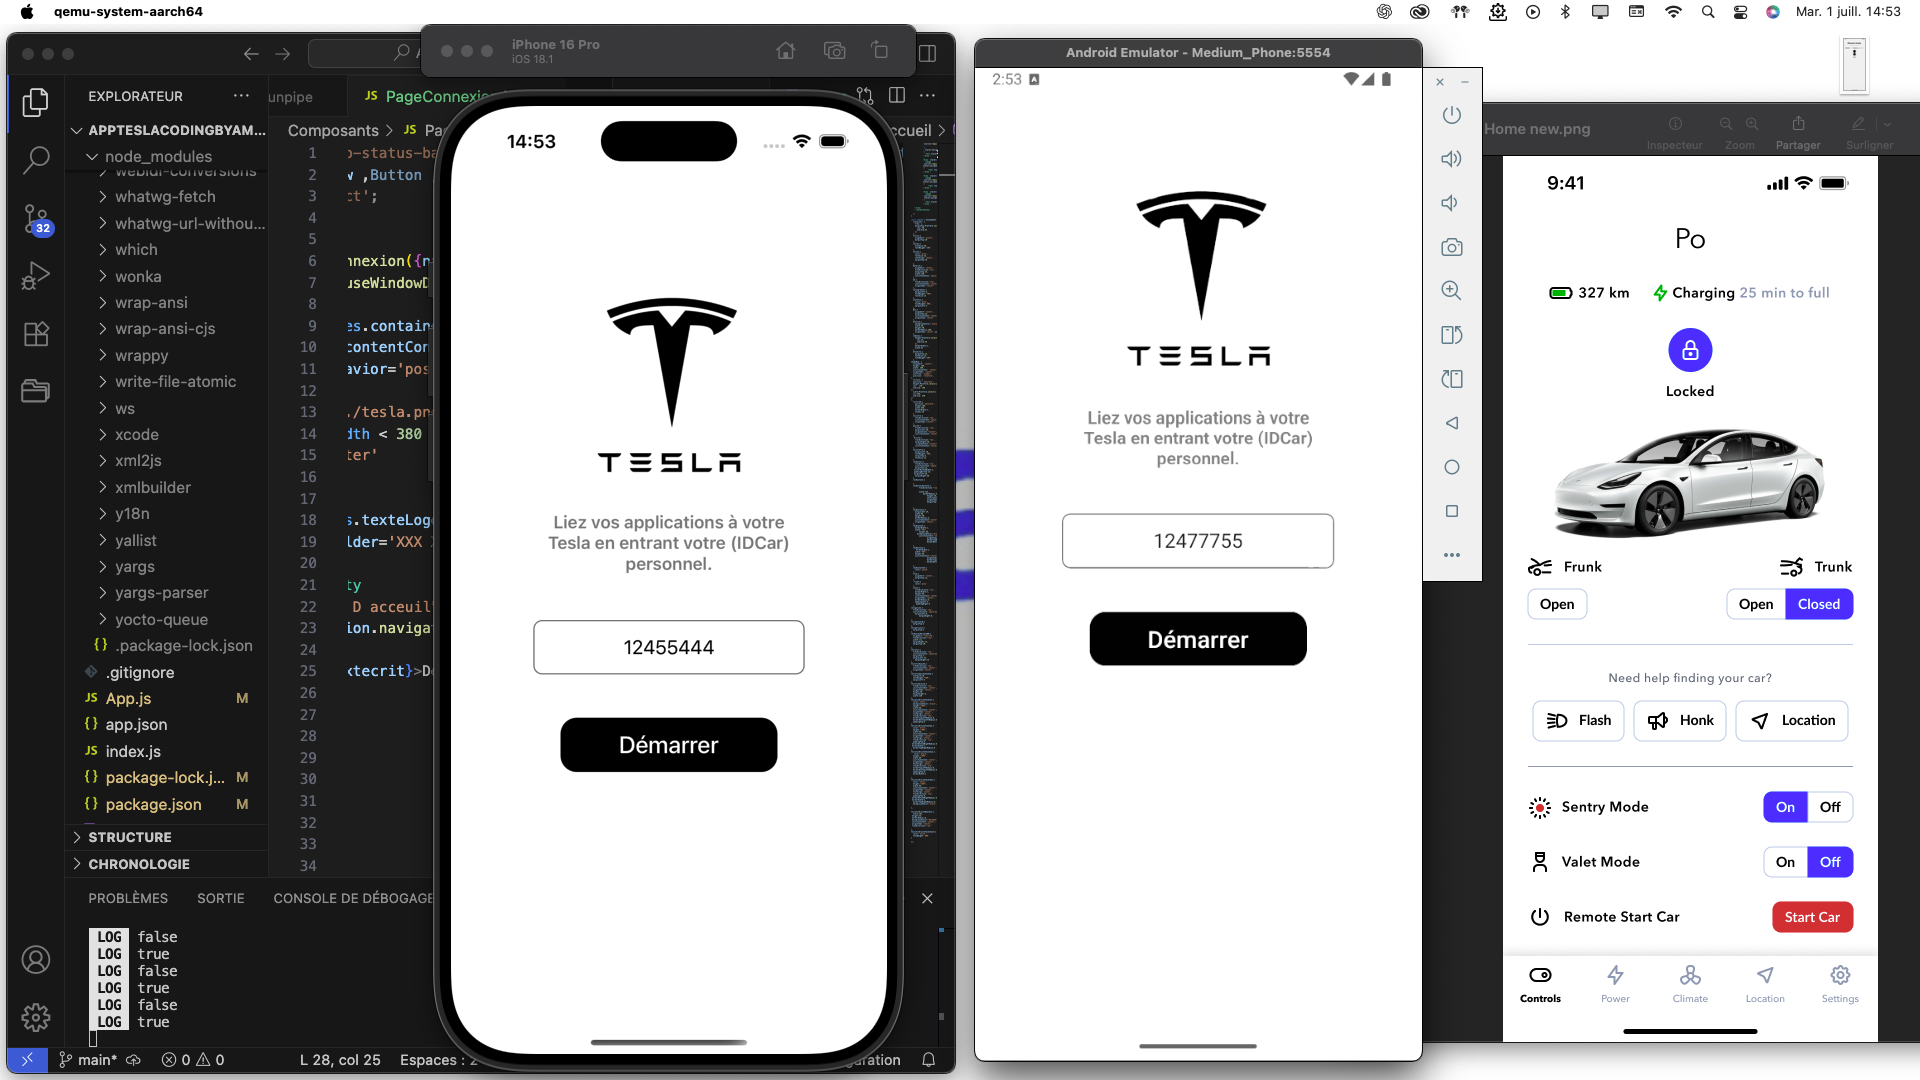 qemu-system-aarch64
Mar. 1 juill. 14:53
iPhone 16 Pro
iOS 18.1
EXPLORATEUR
unpipe
JS PageConnexi
APPTESLACODINGBYAM...
node_modules
webidl-conversions
whatwg-fetch
whatwg-url-withou...
which
wonka
wrap-ansi
wrap-ansi-cjs
wrappy
write-file-atomic
ws
xcode
xml2js
xmlbuilder
y18n
yallist
yargs
yargs-parser
yocto-queue
{} .package-lock.json
.gitignore
JS App.js M
{} app.json
JS index.js
{} package-lock.j... M
{} package.json M
STRUCTURE
CHRONOLOGIE
32
Composants > JS Pa
ccueil >
1 o-status-ba
2 w ,Button
3 ct';
4
5
6 nnexion({n
7 useWindowD
8
9 es.contain
10 contentCon
11 avior='pos
12
13 ./tesla.pn
14 dth < 380
15 ter'
16
17
18 s.texteLog
19 lder='XXX
20
21 ty
22 D acceuil'
23 ion.navigat
24
25 xtecrit}>D
26
27
28
29
30
31
32
33
34
PROBLÈMES SORTIE CONSOLE DE DÉBOGAGE
LOG false
LOG true
LOG false
LOG true
LOG false
LOG true
main* 0 0 L 28, col 25 Espaces : 2
14:53
TESLA
Liez vos applications à votre
Tesla en entrant votre (IDCar)
personnel.
12455444
Démarrer
Android Emulator - Medium_Phone:5554
2:53
TESLA
Liez vos applications à votre
Tesla en entrant votre (IDCar)
personnel.
12477755
Démarrer
Home new.png
Inspecteur Zoom Partager Surligner
9:41
Po
327 km Charging 25 min to full
Locked
Frunk Trunk
Open Open Closed
Need help finding your car?
Flash Honk Location
Sentry Mode On Off
Valet Mode On Off
Remote Start Car Start Car
Controls Power Climate Location Settings